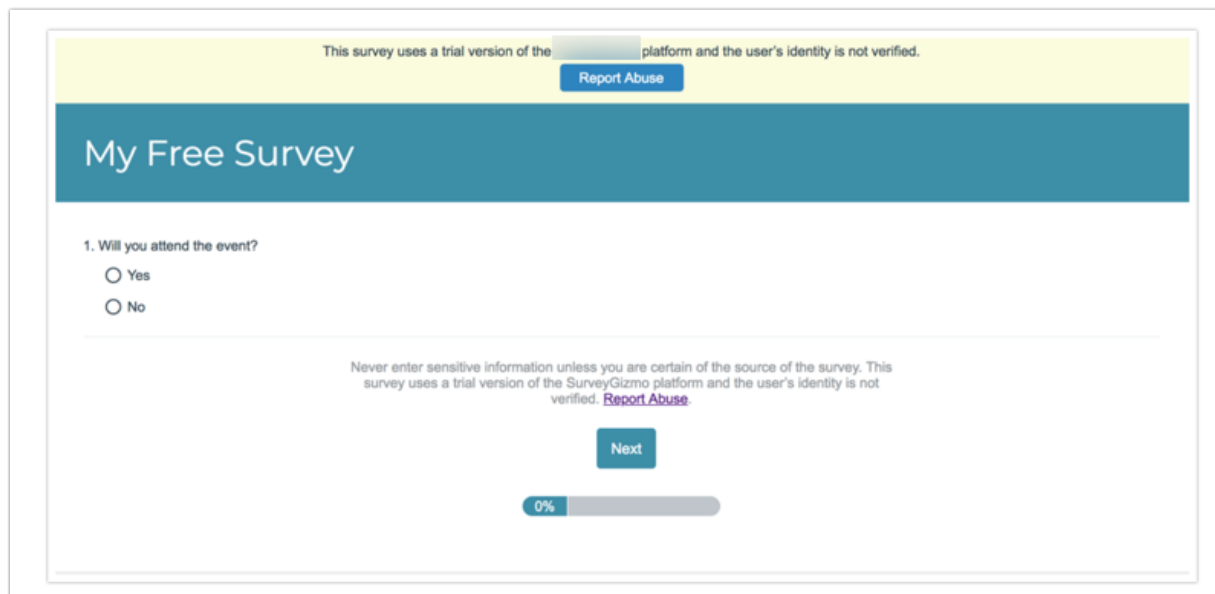 This survey uses a trial version of the platform and the user's identity is not verified.
Report Abuse
My Free Survey
1. Will you attend the event?
Yes
No
Never enter sensitive information unless you are certain of the source of the survey. This
survey uses a trial version of the SurveyGizmo platform and the user's identity is not
verified. Report Abuse.
Next
0%